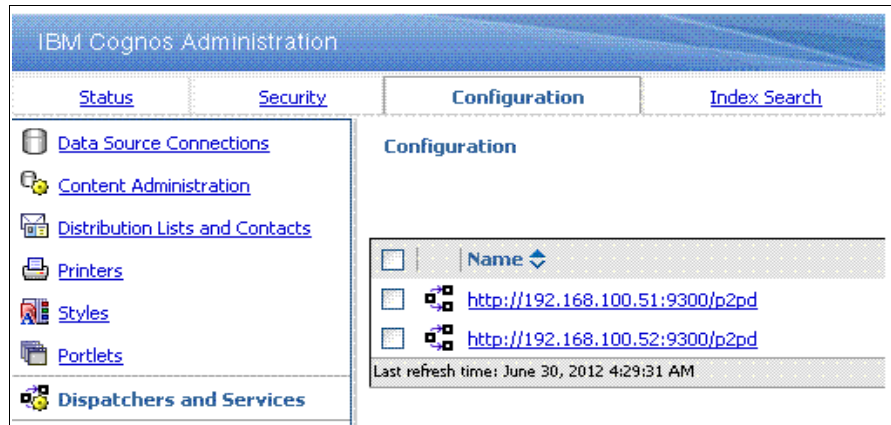 IBM Cognos Administration
Status Security Configuration Index Search
Data Source Connections
Content Administration
Distribution Lists and Contacts
Printers
Styles
Portlets
Dispatchers and Services
Configuration
Name
http://192.168.100.51:9300/p2pd
http://192.168.100.52:9300/p2pd
Last refresh time: June 30, 2012 4:29:31 AM